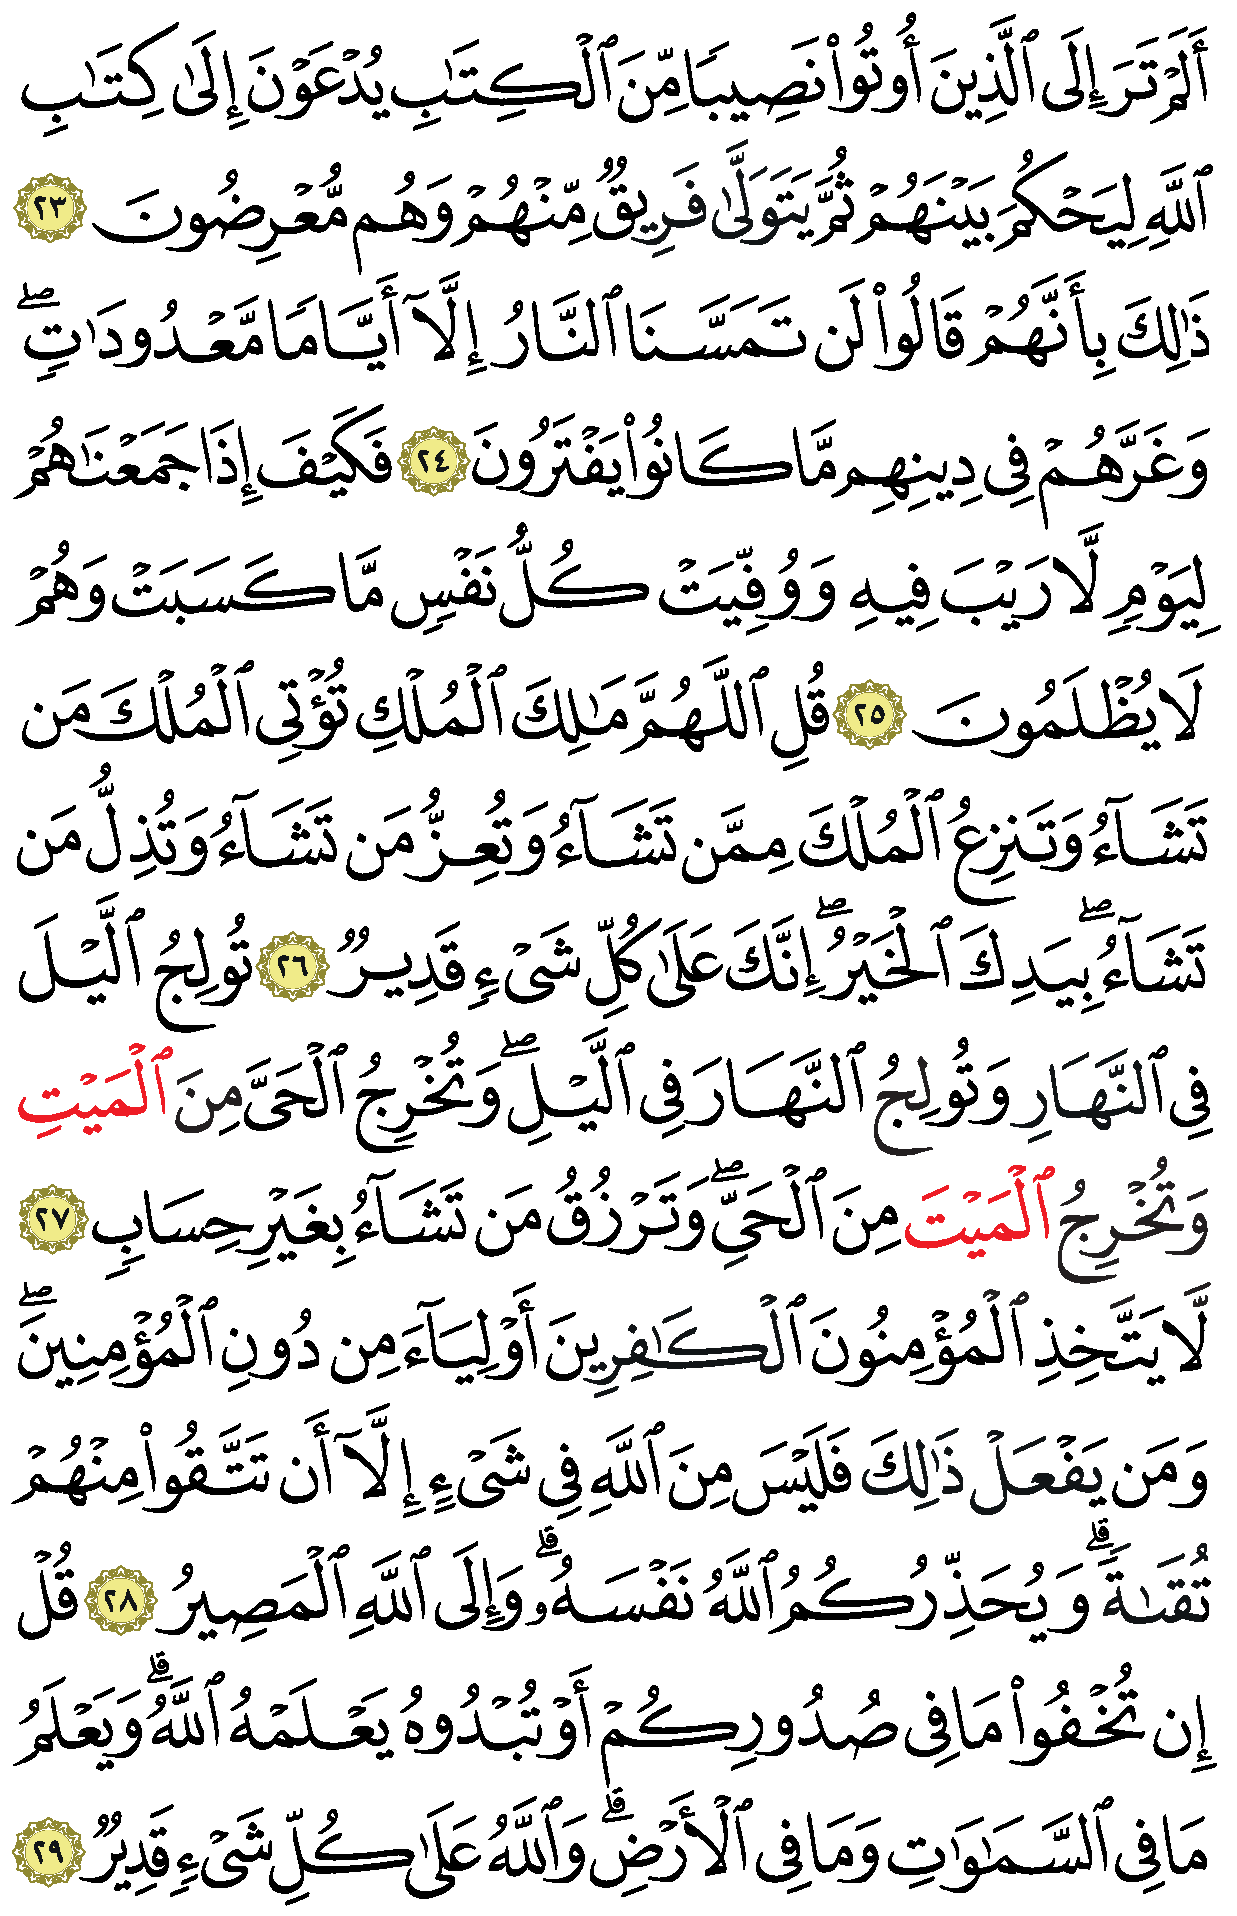 أَلَمْ تَرَ إِلَى ٱلَّذِينَ أُوتُوا۟ نَصِيبًا مِّنَ ٱلْكِتَـٰبِ يُدْعَوْنَ إِلَىٰ كِتَـٰبِ
ٱللَّهِ لِيَحْكُمَ بَيْنَهُمْ ثُمَّ يَتَوَلَّىٰ فَرِيقٌ مِّنْهُمْ وَهُم مُّعْرِضُونَ ٢٣
ذَٰلِكَ بِأَنَّهُمْ قَالُوا۟ لَن تَمَسَّنَا ٱلنَّارُ إِلَّآ أَيَّامًا مَّعْدُودَٰتٍ ۖ
وَغَرَّهُمْ فِى دِينِهِم مَّا كَانُوا۟ يَفْتَرُونَ ٢٤ فَكَيْفَ إِذَا جَمَعْنَـٰهُمْ
لِيَوْمٍ لَّا رَيْبَ فِيهِ وَوُفِّيَتْ كُلُّ نَفْسٍ مَّا كَسَبَتْ وَهُمْ
لَا يُظْلَمُونَ ٢٥ قُلِ ٱللَّهُمَّ مَـٰلِكَ ٱلْمُلْكِ تُؤْتِى ٱلْمُلْكَ مَن
تَشَآءُ وَتَنزِعُ ٱلْمُلْكَ مِمَّن تَشَآءُ وَتُعِزُّ مَن تَشَآءُ وَتُذِلُّ مَن
تَشَآءُ ۖ بِيَدِكَ ٱلْخَيْرُ ۖ إِنَّكَ عَلَىٰ كُلِّ شَىْءٍ قَدِيرٌ ٢٦ تُولِجُ ٱلَّيْلَ
فِى ٱلنَّهَارِ وَتُولِجُ ٱلنَّهَارَ فِى ٱلَّيْلِ ۖ وَتُخْرِجُ ٱلْحَىَّ مِنَ ٱلْمَيْتِ
وَتُخْرِجُ ٱلْمَيْتَ مِنَ ٱلْحَىِّ ۖ وَتَرْزُقُ مَن تَشَآءُ بِغَيْرِ حِسَابٍ ٢٧
لَّا يَتَّخِذِ ٱلْمُؤْمِنُونَ ٱلْكَـٰفِرِينَ أَوْلِيَآءَ مِن دُونِ ٱلْمُؤْمِنِينَ ۖ
وَمَن يَفْعَلْ ذَٰلِكَ فَلَيْسَ مِنَ ٱللَّهِ فِى شَىْءٍ إِلَّآ أَن تَتَّقُوا۟ مِنْهُمْ
تُقَىٰةً ۗ وَيُحَذِّرُكُمُ ٱللَّهُ نَفْسَهُۥ ۗ وَإِلَى ٱللَّهِ ٱلْمَصِيرُ ٢٨ قُلْ
إِن تُخْفُوا۟ مَا فِى صُدُورِكُمْ أَوْ تُبْدُوهُ يَعْلَمْهُ ٱللَّهُ ۗ وَيَعْلَمُ
مَا فِى ٱلسَّمَـٰوَٰتِ وَمَا فِى ٱلْأَرْضِ ۗ وَٱللَّهُ عَلَىٰ كُلِّ شَىْءٍ قَدِيرٌ ٢٩